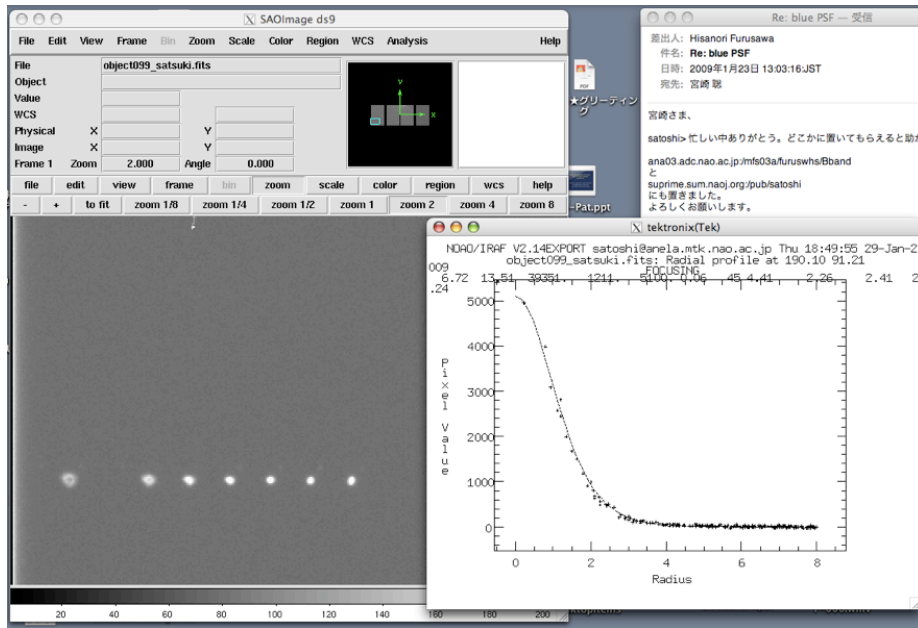 SAOImage ds9
File Edit View Frame Bin Zoom Scale Color Region WCS Analysis Help
File object099_satsuki.fits
Object
Value
WCS
Physical X Y
Image X Y
Frame 1 Zoom 2.000 Angle 0.000
Y
X
file edit view frame bin zoom scale color region wcs help
- + to fit zoom 1/8 zoom 1/4 zoom 1/2 zoom 1 zoom 2 zoom 4 zoom 8
20 40 60 80 100 120 140 160 180 200
PDF
★グリーティン
グ
-Pat.ppt
Re: blue PSF — 受信
差出人: Hisanori Furusawa
件名: Re: blue PSF
日時: 2009年1月23日 13:03:16:JST
宛先: 宮崎 聡
宮崎さま、
satoshi> 忙しい中ありがとう。どこかに置いてもらえると助か
ana03.adc.nao.ac.jp:/mfs03a/furuswhs/Bband
と
suprime.sum.naoj.org:/pub/satoshi
にも置きました。
よろしくお願いします。
tektronix(Tek)
NOAO/IRAF V2.14EXPORT satoshi@anela.mtk.nao.ac.jp Thu 18:49:55 29-Jan-2
009 object099_satsuki.fits: Radial profile at 190.10 91.21
FOCUSING
6.72 13.51 39351. 1211. 5100. 0.06 45 4.41 2.26 2.41 2
.24
5000
4000
3000
2000
1000
0
Pixel Value
0 2 4 6 8
Radius